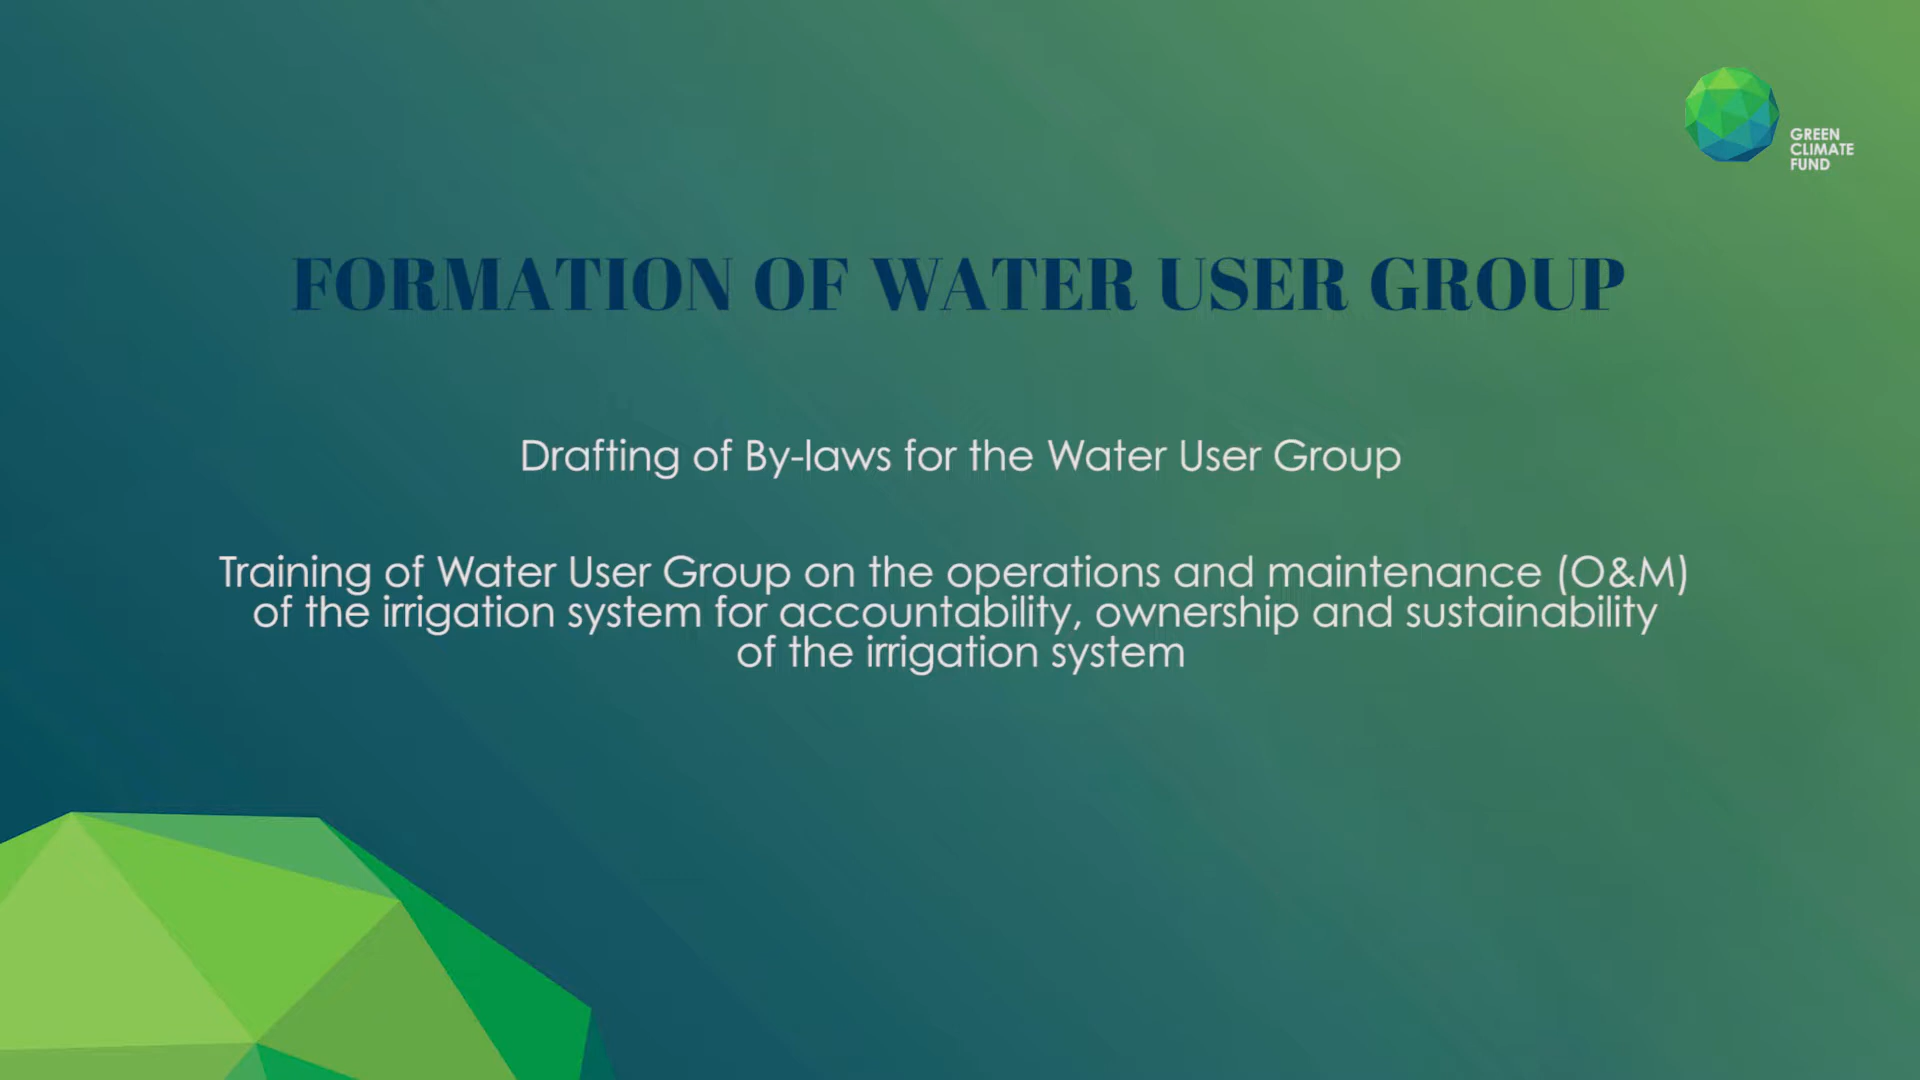 GREEN
CLIMATE
FUND
FORMATION OF WATER USER GROUP
Drafting of By-laws for the Water User Group
Training of Water User Group on the operations and maintenance (O&M)
of the irrigation system for accountability, ownership and sustainability
of the irrigation system